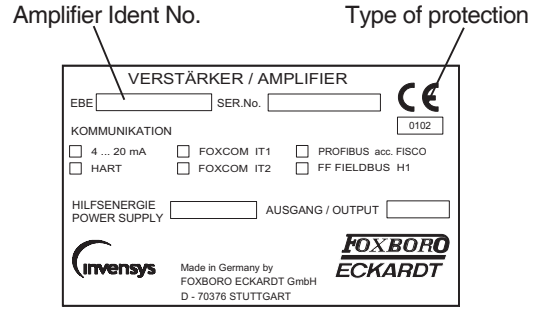 Amplifier Ident No. Type of protection
VERSTÄRKER / AMPLIFIER
EBE SER.No. CE
0102
KOMMUNIKATION
4 ... 20 mA FOXCOM IT1 PROFIBUS acc. FISCO
HART FOXCOM IT2 FF FIELDBUS H1
HILFSENERGIE
POWER SUPPLY AUSGANG / OUTPUT
invensys
Made in Germany by
FOXBORO ECKARDT GmbH
D - 70376 STUTTGART
FOXBORO
ECKARDT